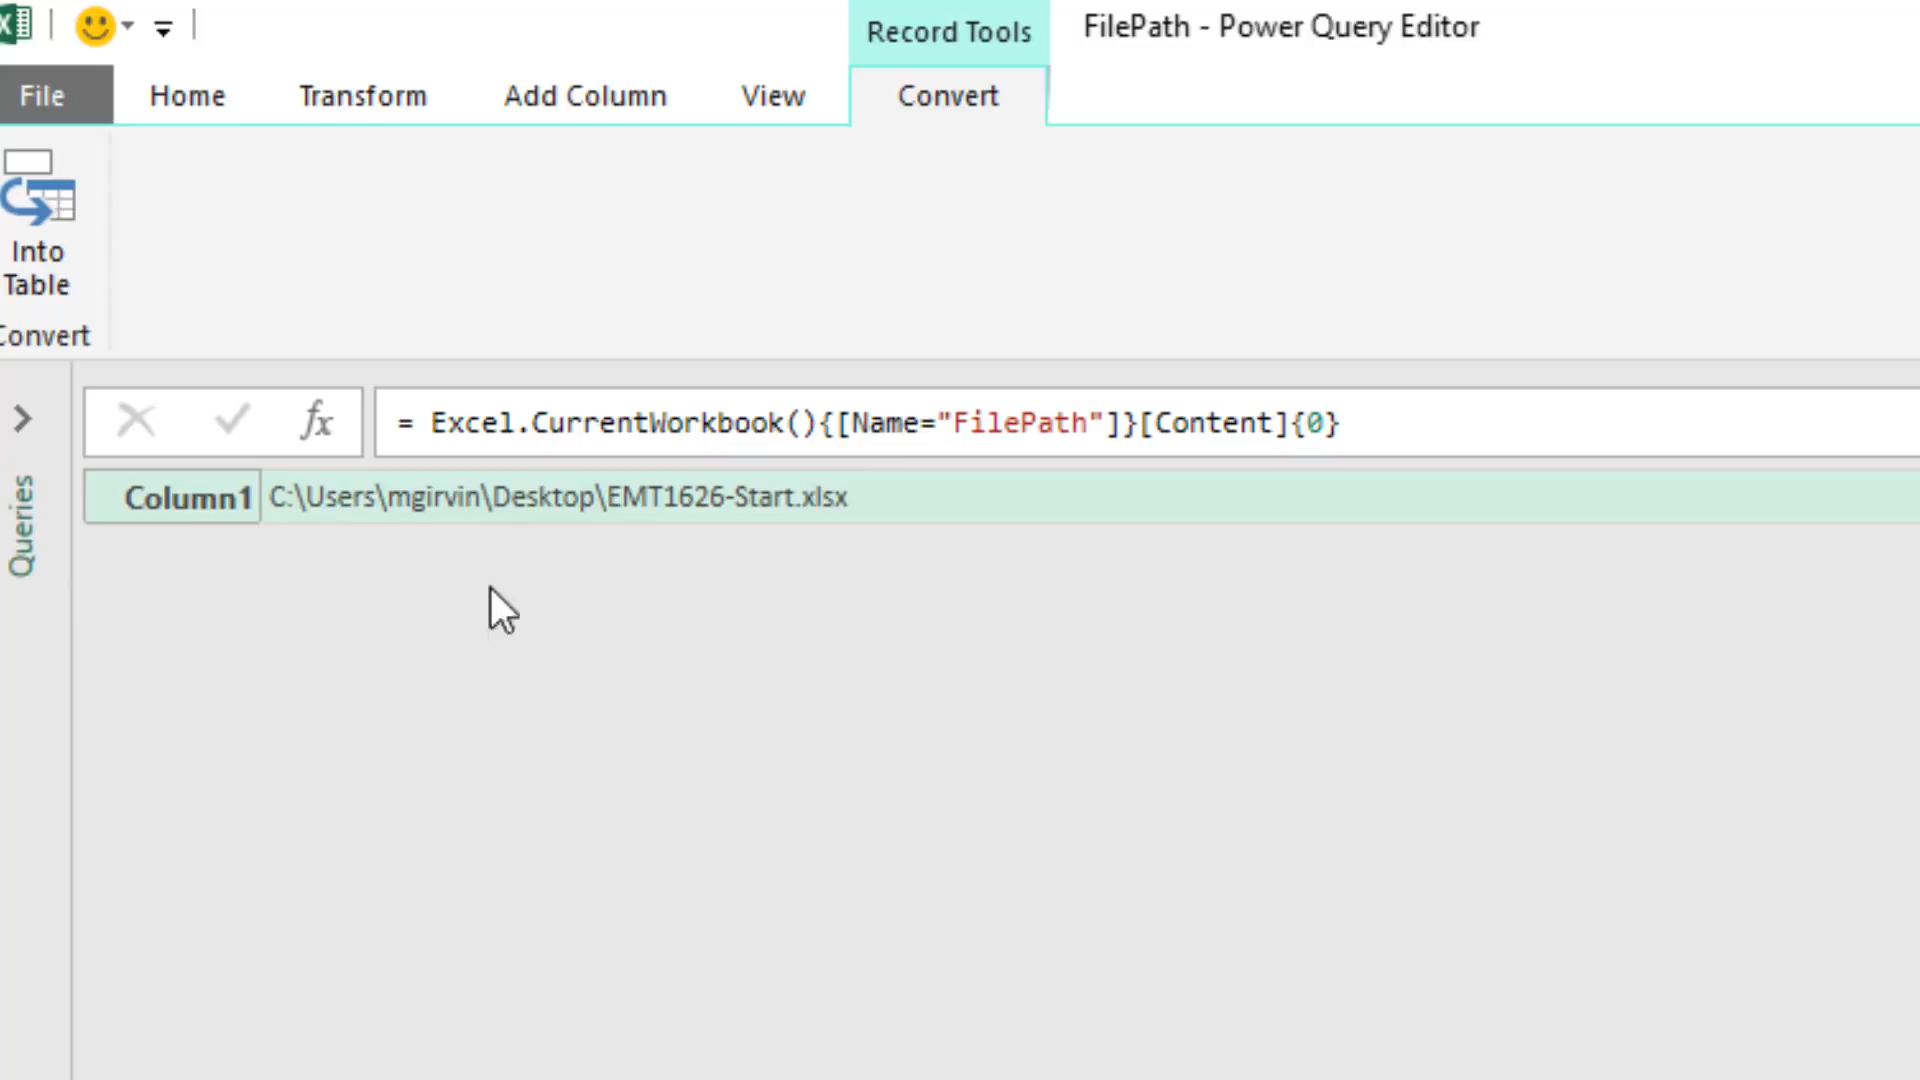 Record Tools
FilePath - Power Query Editor
File
Home
Transform
Add Column
View
Convert
Into
Table
Convert
fx
= Excel.CurrentWorkbook(){[Name="FilePath"]}[Content]{0}
Queries
Column1
C:\Users\mgirvin\Desktop\EMT1626-Start.xlsx